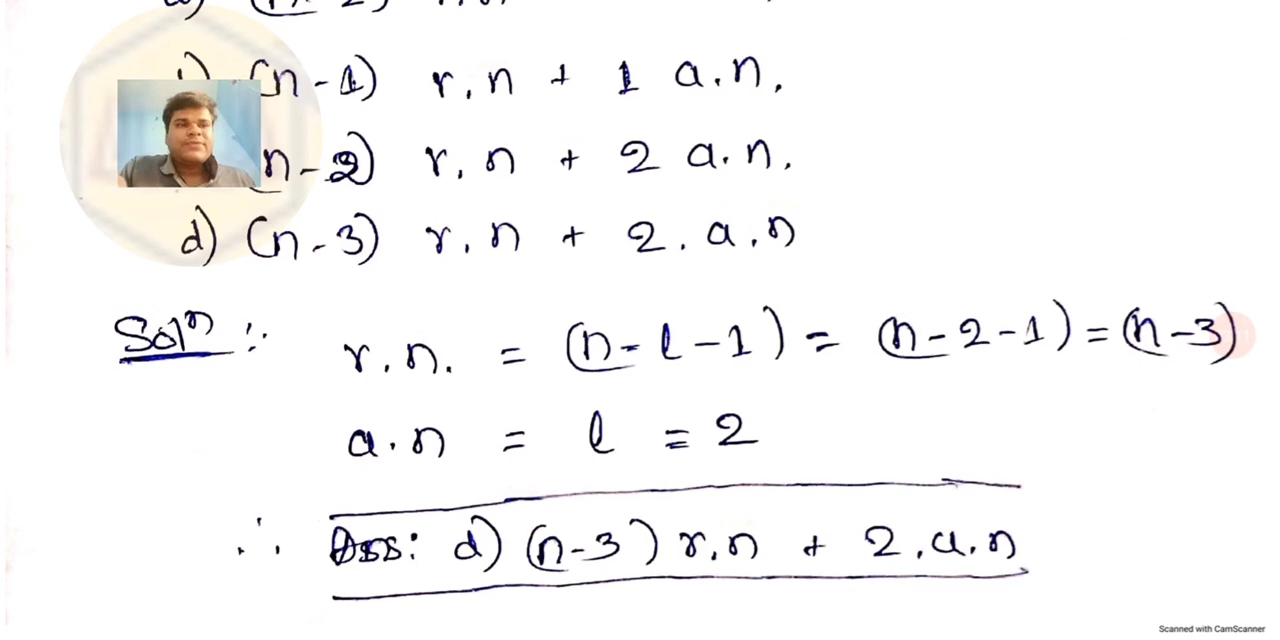 (n-1) r.n + 1 a.n.
n-2) r.n + 2 a.n.
d) (n-3) r.n + 2.a.n
Solⁿ :
r.n. = (n-l-1) = (n-2-1) = (n-3)
a.n = l = 2
∴ Ans: d) (n-3) r.n + 2.a.n
Scanned with CamScanner